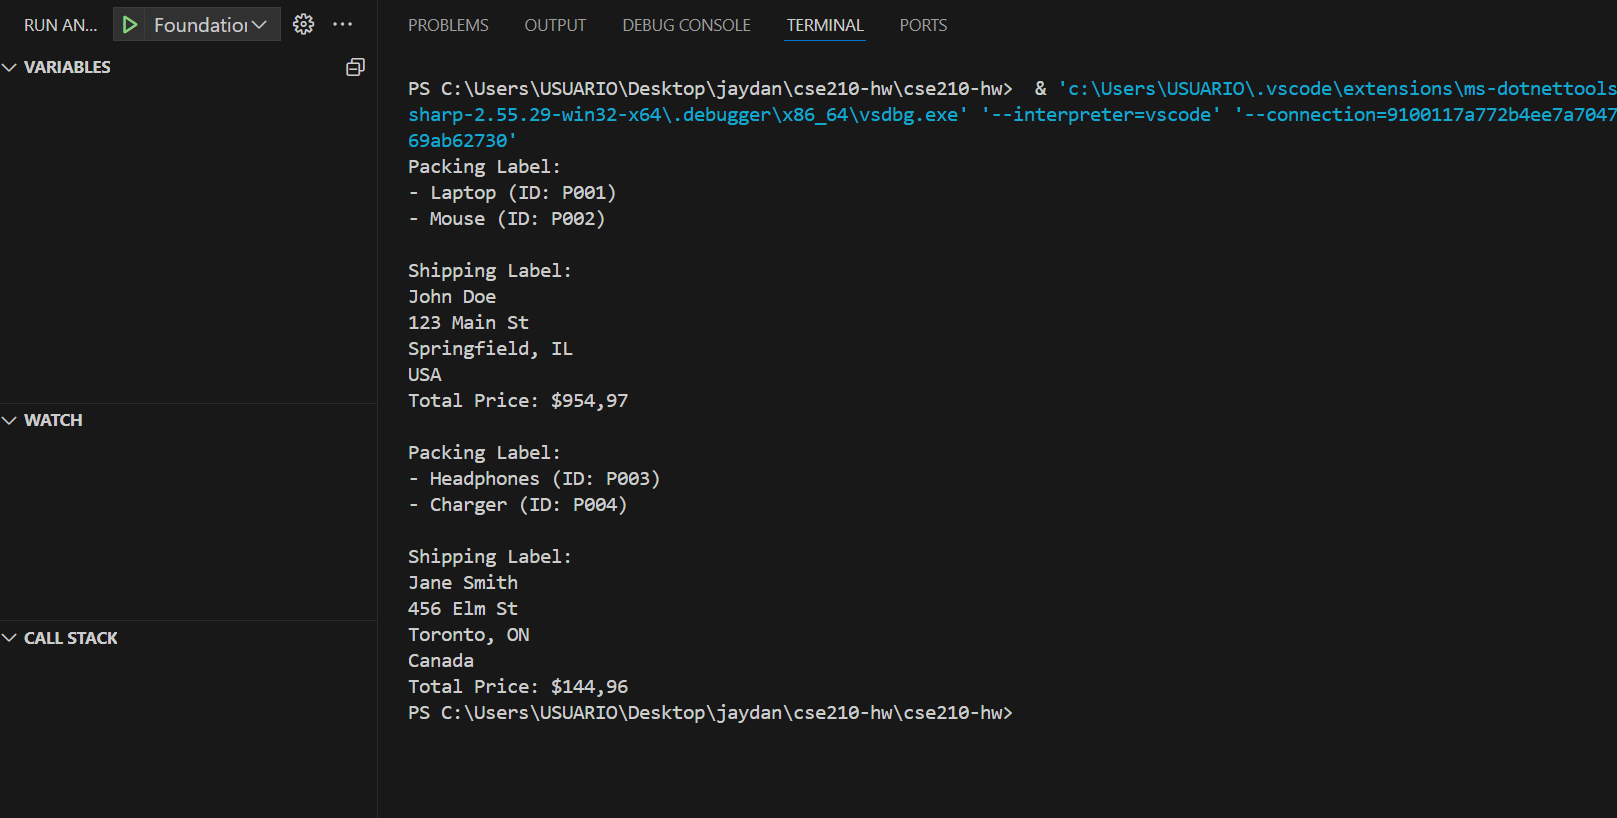 RUN AN... Foundation
PROBLEMS OUTPUT DEBUG CONSOLE TERMINAL PORTS
VARIABLES
WATCH
CALL STACK
PS C:\Users\USUARIO\Desktop\jaydan\cse210-hw\cse210-hw>  & 'c:\Users\USUARIO\.vscode\extensions\ms-dotnettools
sharp-2.55.29-win32-x64\.debugger\x86_64\vsdbg.exe' '--interpreter=vscode' '--connection=9100117a772b4ee7a7047
69ab62730'
Packing Label:
- Laptop (ID: P001)
- Mouse (ID: P002)
Shipping Label:
John Doe
123 Main St
Springfield, IL
USA
Total Price: $954,97
Packing Label:
- Headphones (ID: P003)
- Charger (ID: P004)
Shipping Label:
Jane Smith
456 Elm St
Toronto, ON
Canada
Total Price: $144,96
PS C:\Users\USUARIO\Desktop\jaydan\cse210-hw\cse210-hw>